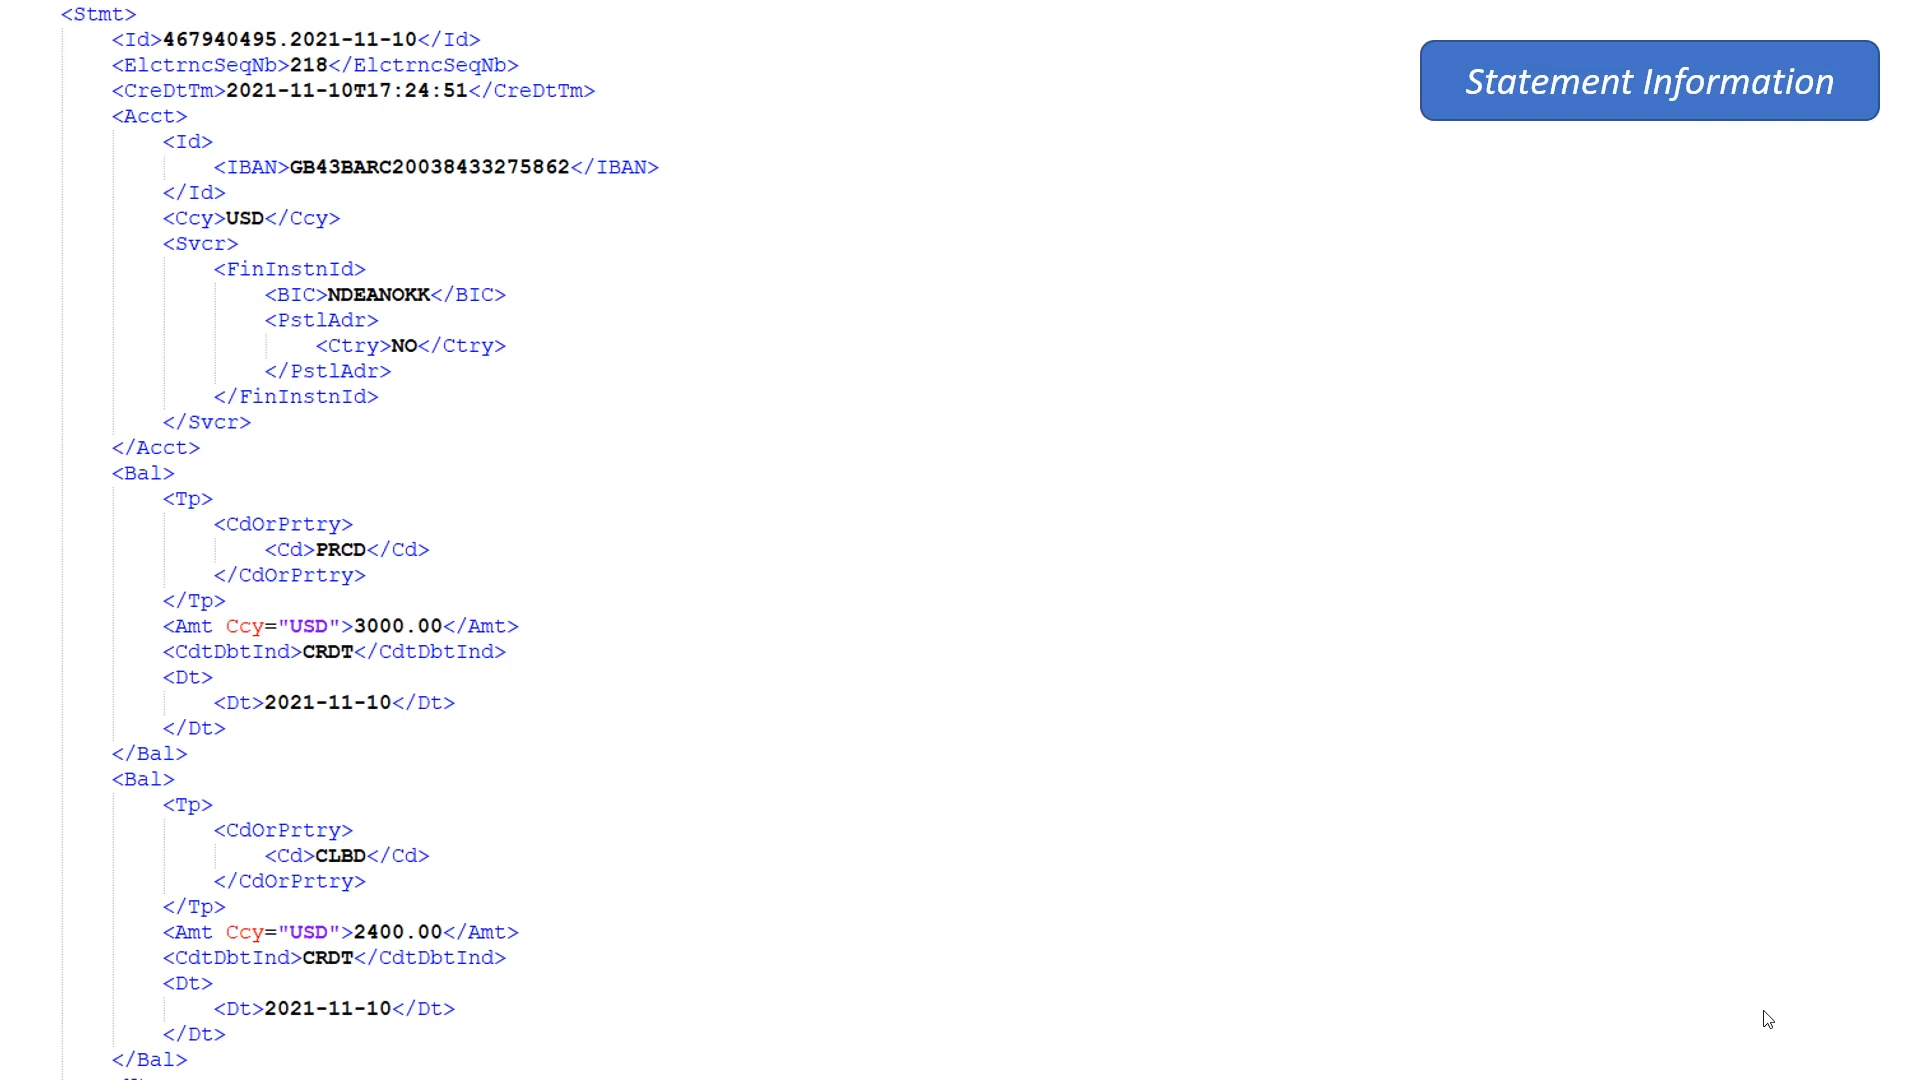 <Stmt>
<Id>467940495.2021-11-10</Id>
<ElctrncSeqNb>218</ElctrncSeqNb>
<CreDtTm>2021-11-10T17:24:51</CreDtTm>
<Acct>
<Id>
<IBAN>GB43BARC20038433275862</IBAN>
</Id>
<Ccy>USD</Ccy>
<Svcr>
<FinInstnId>
<BIC>NDEANOKK</BIC>
<PstlAdr>
<Ctry>NO</Ctry>
</PstlAdr>
</FinInstnId>
</Svcr>
</Acct>
<Bal>
<Tp>
<CdOrPrtry>
<Cd>PRCD</Cd>
</CdOrPrtry>
</Tp>
<Amt Ccy="USD">3000.00</Amt>
<CdtDbtInd>CRDT</CdtDbtInd>
<Dt>
<Dt>2021-11-10</Dt>
</Dt>
</Bal>
<Bal>
<Tp>
<CdOrPrtry>
<Cd>CLBD</Cd>
</CdOrPrtry>
</Tp>
<Amt Ccy="USD">2400.00</Amt>
<CdtDbtInd>CRDT</CdtDbtInd>
<Dt>
<Dt>2021-11-10</Dt>
</Dt>
</Bal>
Statement Information